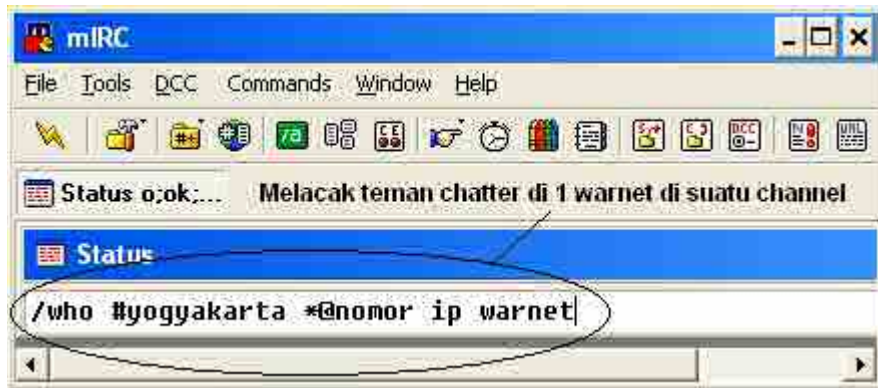 mIRC
File Tools DCC Commands Window Help
Status o;ok;... Melacak teman chatter di 1 warnet di suatu channel
Status
/who #yogyakarta *@nomor ip warnet